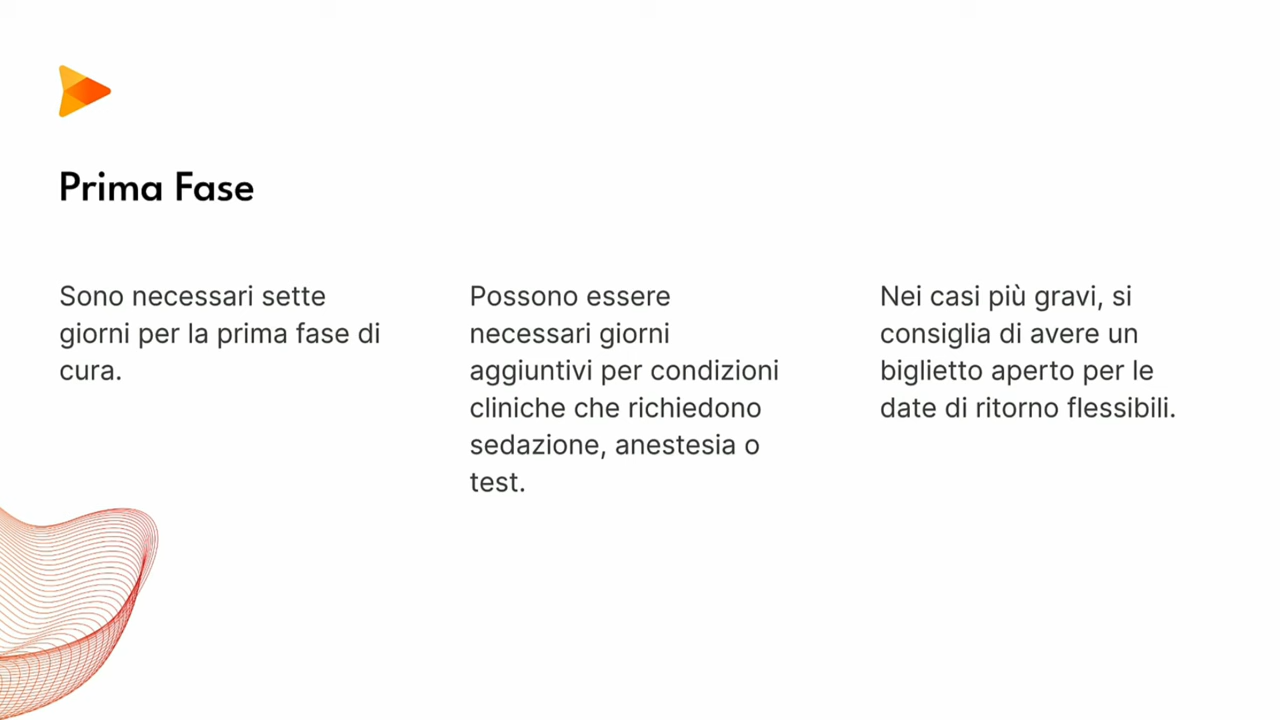 Prima Fase
Sono necessari sette
giorni per la prima fase di
cura.
Possono essere
necessari giorni
aggiuntivi per condizioni
cliniche che richiedono
sedazione, anestesia o
test.
Nei casi più gravi, si
consiglia di avere un
biglietto aperto per le
date di ritorno flessibili.